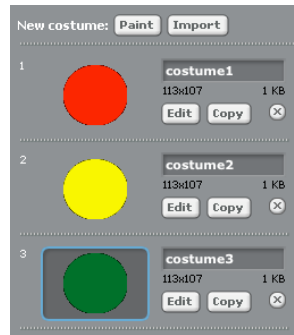 New costume: Paint Import
1
costume1
113x107 1 KB
Edit Copy
2
costume2
113x107 1 KB
Edit Copy
3
costume3
113x107 1 KB
Edit Copy